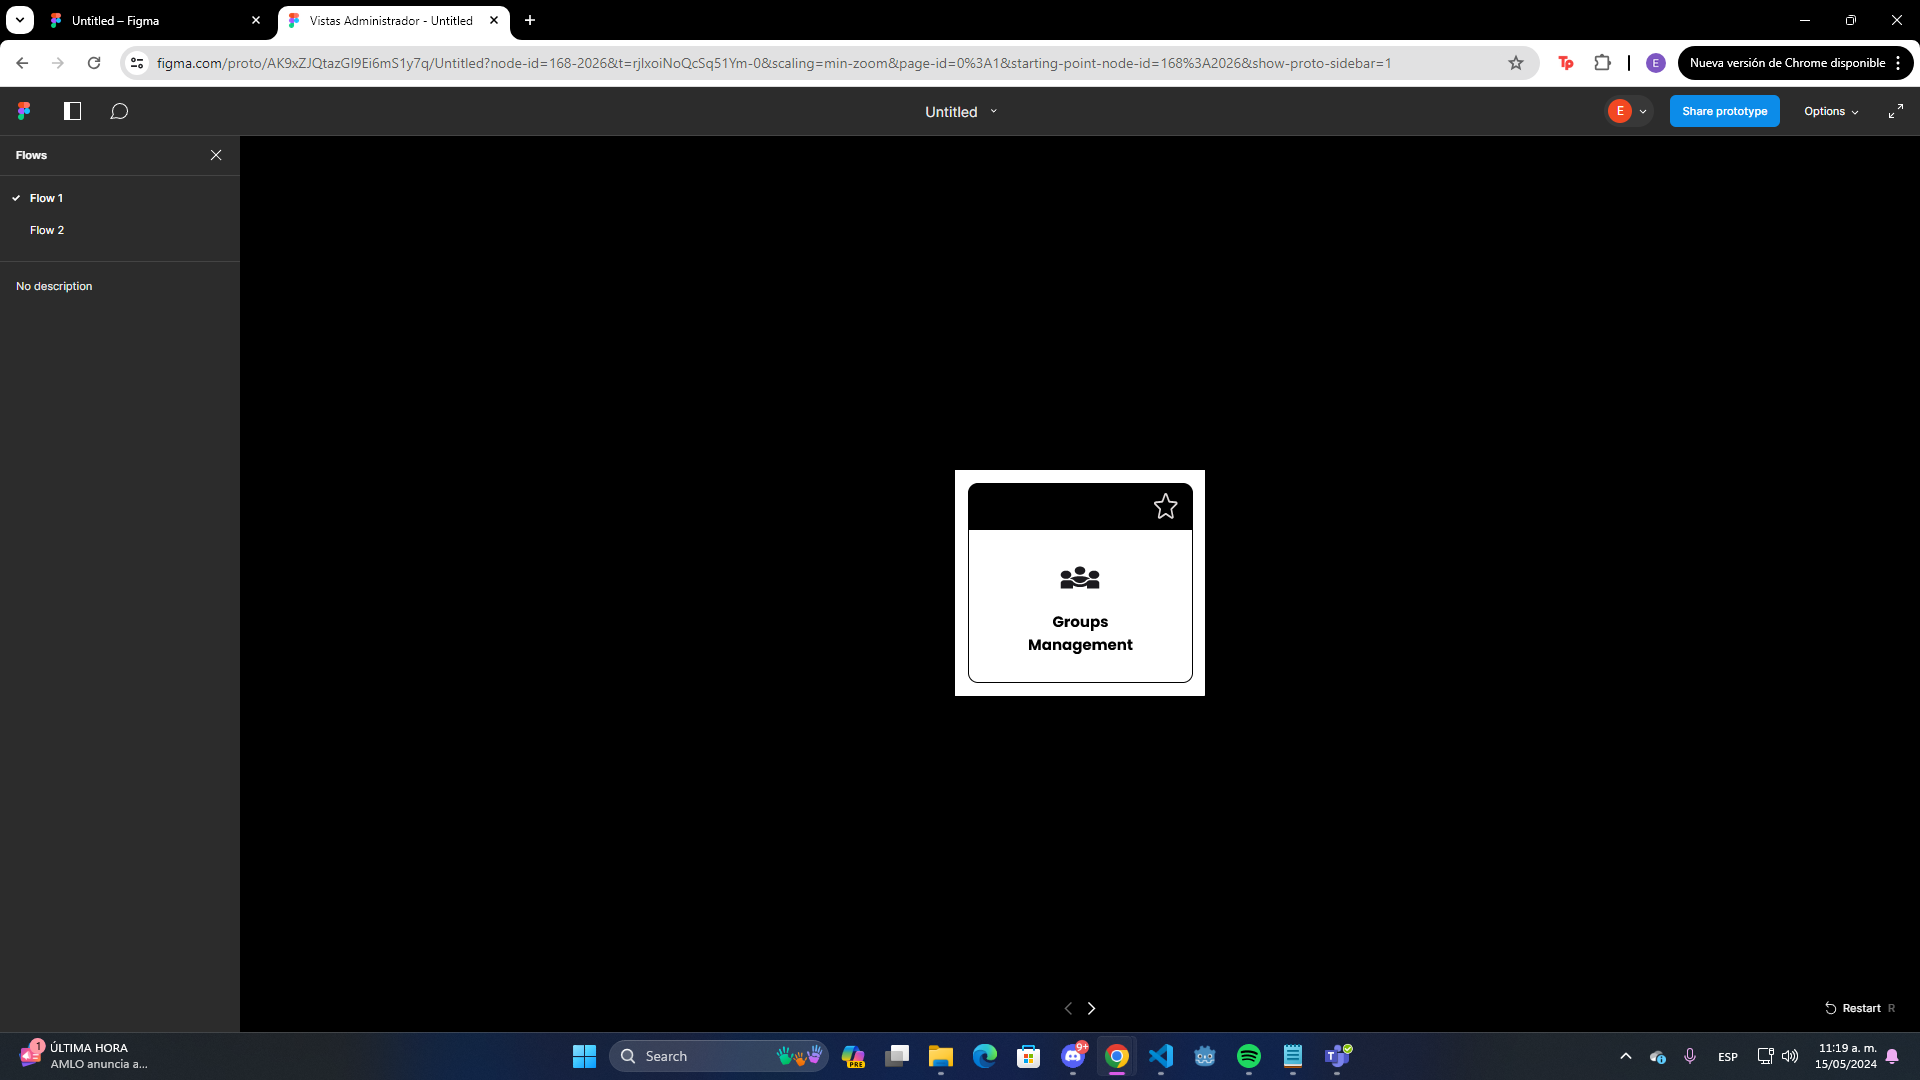 Untitled – Figma
Vistas Administrador - Untitled
figma.com/proto/AK9xZJQtazGI9Ei6mS1y7q/Untitled?node-id=168-2026&t=rjlxoiNoQcSq51Ym-0&scaling=min-zoom&page-id=0%3A1&starting-point-node-id=168%3A2026&show-proto-sidebar=1
Tp
E
Nueva versión de Chrome disponible
Untitled
E
Share prototype
Options
Flows
Flow 1
Flow 2
No description
Groups
Management
Restart R
1
ÚLTIMA HORA
AMLO anuncia a...
Search
PRE
9+
ESP
11:19 a. m.
15/05/2024